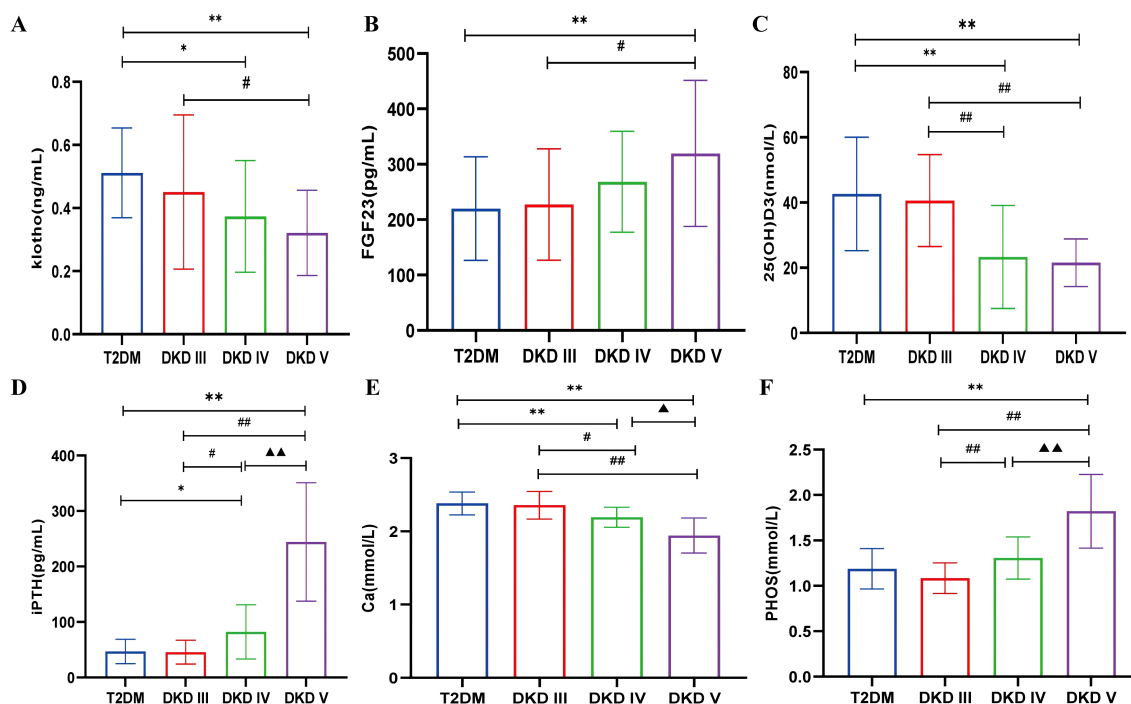 A
**
*
#
klotho(ng/mL)
0.8
0.6
0.4
0.2
0.0
T2DM DKD III DKD IV DKD V
B
**
#
FGF23(pg/mL)
500
400
300
200
100
0
T2DM DKD III DKD IV DKD V
C
**
**
##
##
25(OH)D3(nmol/L)
80
60
40
20
0
T2DM DKD III DKD IV DKD V
D
**
##
# ▲▲
*
iPTH(pg/mL)
400
300
200
100
0
T2DM DKD III DKD IV DKD V
E
**
** ▲
#
##
Ca(mmol/L)
3
2
1
0
T2DM DKD III DKD IV DKD V
F
**
##
## ▲▲
PHOS(mmol/L)
2.5
2.0
1.5
1.0
0.5
0.0
T2DM DKD III DKD IV DKD V